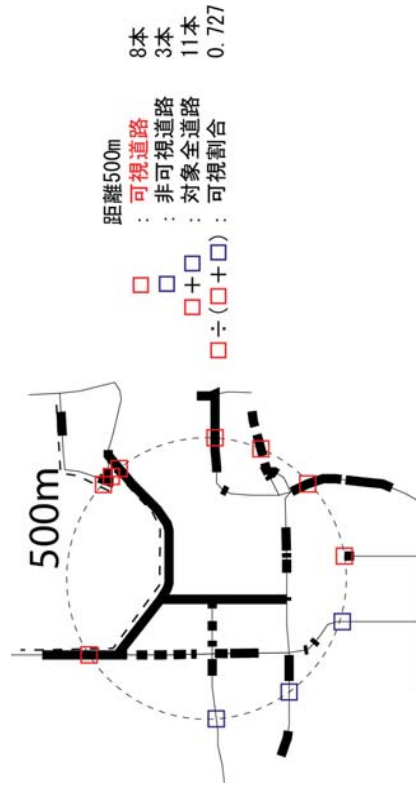 500m
距離500m
□ : 可視道路 8本
□ : 非可視道路 3本
□+□ : 対象全道路 11本
□÷(□+□) : 可視割合 0.727